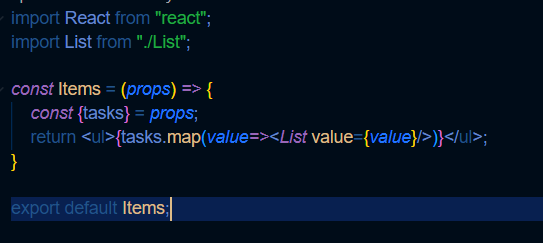 import React from "react";
import List from "./List";
const Items = (props) => {
const {tasks} = props;
return <ul>{tasks.map(value=><List value={value}/>)}</ul>;
}
export default Items;